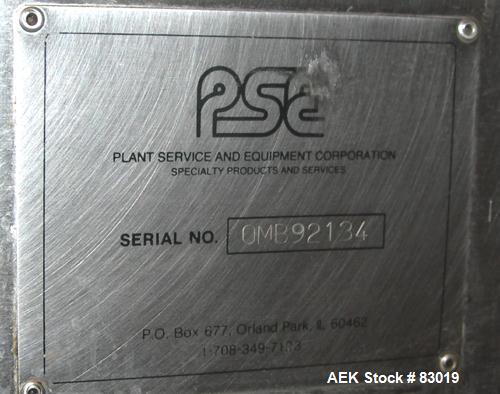 PSE
PLANT SERVICE AND EQUIPMENT CORPORATION
SPECIALTY PRODUCTS AND SERVICES
SERIAL NO. OMB92134
P.O. Box 677, Orland Park, IL 60462
AEK Stock # 83019